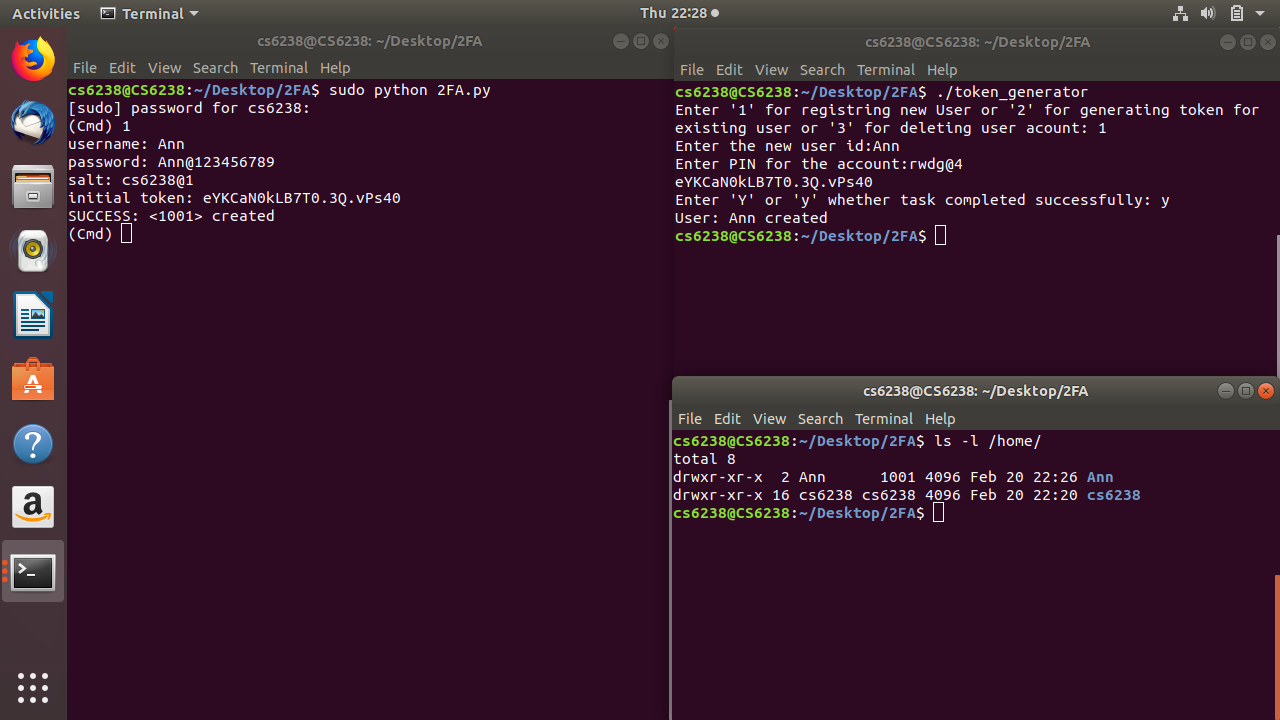 Activities Terminal Thu 22:28
cs6238@CS6238: ~/Desktop/2FA
File Edit View Search Terminal Help
cs6238@CS6238:~/Desktop/2FA$ sudo python 2FA.py
[sudo] password for cs6238:
(Cmd) 1
username: Ann
password: Ann@123456789
salt: cs6238@1
initial token: eYKCaN0kLB7T0.3Q.vPs40
SUCCESS: <1001> created
(Cmd)
cs6238@CS6238: ~/Desktop/2FA
File Edit View Search Terminal Help
cs6238@CS6238:~/Desktop/2FA$ ./token_generator
Enter '1' for registring new User or '2' for generating token for
existing user or '3' for deleting user acount: 1
Enter the new user id:Ann
Enter PIN for the account:rwdg@4
eYKCaN0kLB7T0.3Q.vPs40
Enter 'Y' or 'y' whether task completed successfully: y
User: Ann created
cs6238@CS6238:~/Desktop/2FA$
cs6238@CS6238: ~/Desktop/2FA
File Edit View Search Terminal Help
cs6238@CS6238:~/Desktop/2FA$ ls -l /home/
total 8
drwxr-xr-x  2 Ann      1001 4096 Feb 20 22:26 Ann
drwxr-xr-x 16 cs6238 cs6238 4096 Feb 20 22:20 cs6238
cs6238@CS6238:~/Desktop/2FA$